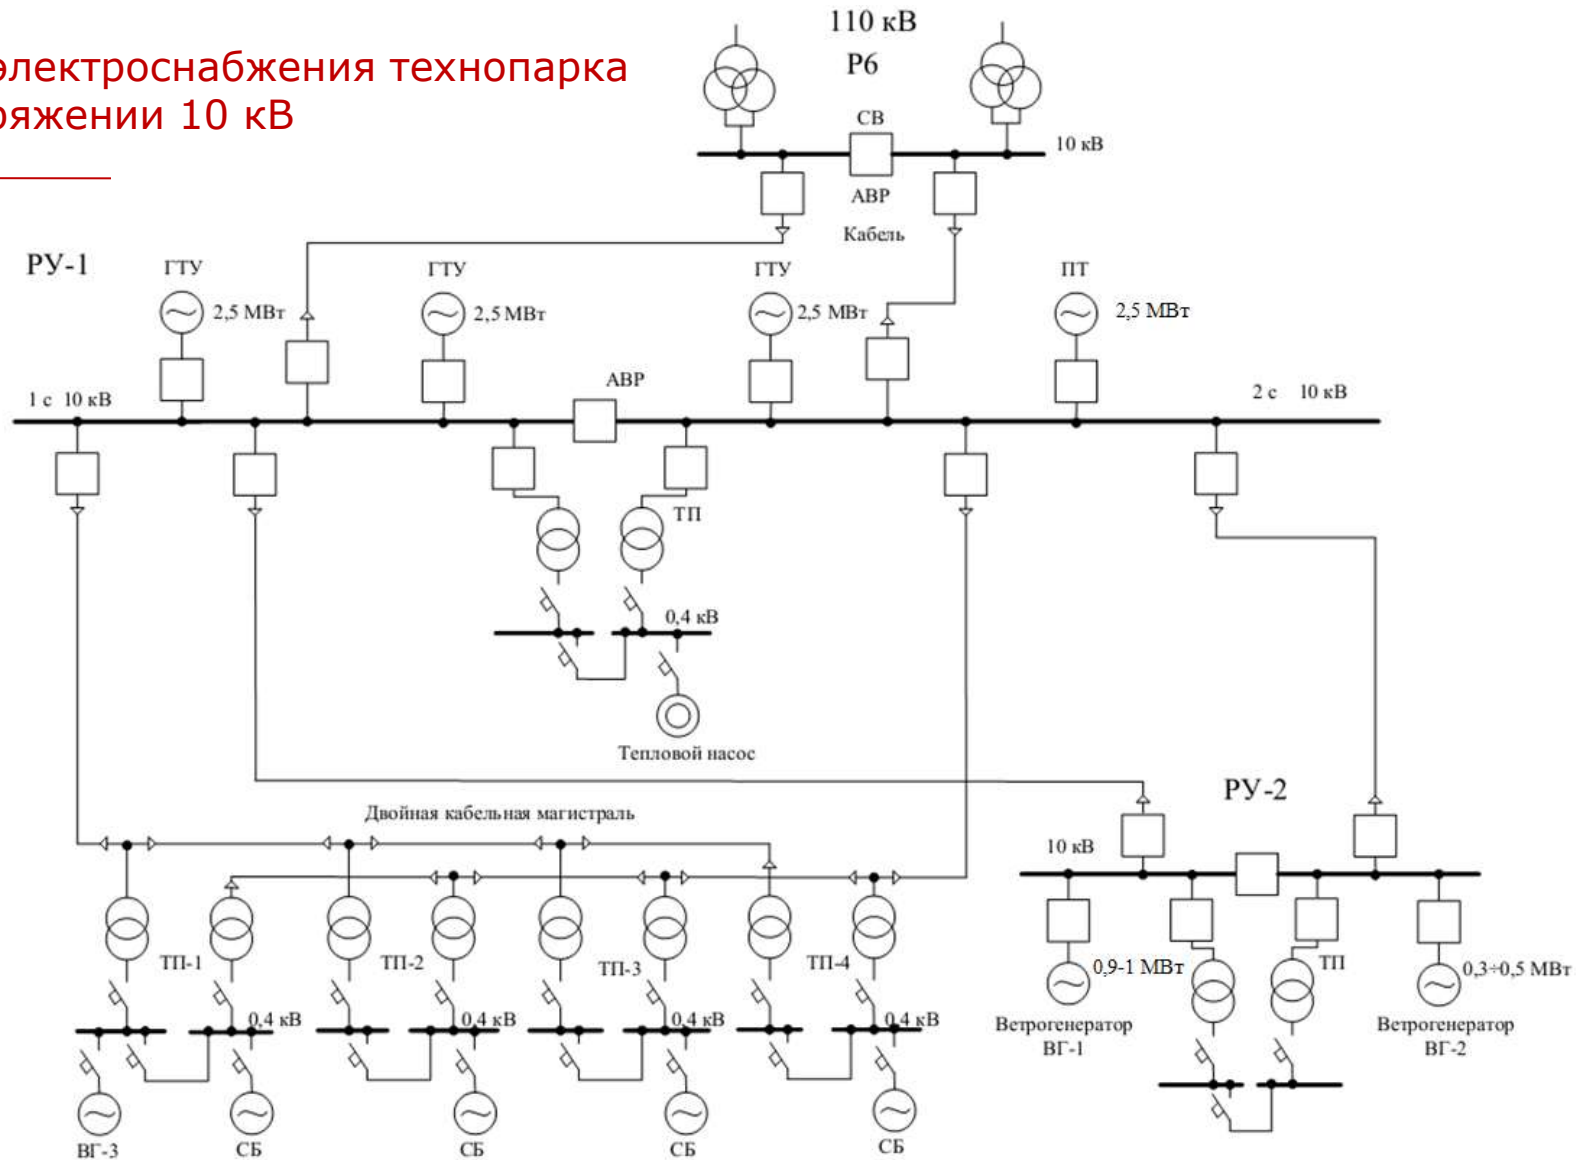 электроснабжения технопарка
ряжении 10 кВ
110 кВ
Р6
СВ
10 кВ
АВР
Кабель
РУ-1
ГТУ
ГТУ
ГТУ
ПТ
2,5 МВт
2,5 МВт
2,5 МВт
2,5 МВт
АВР
1 с 10 кВ
2 с 10 кВ
ТП
0,4 кВ
Тепловой насос
РУ-2
Двойная кабельная магистраль
10 кВ
ТП-1
ТП-2
ТП-3
ТП-4
0,9-1 МВт
ТП
0,3÷0,5 МВт
0,4 кВ
0,4 кВ
0,4 кВ
0,4 кВ
Ветрогенератор
ВГ-1
Ветрогенератор
ВГ-2
ВГ-3
СБ
СБ
СБ
СБ